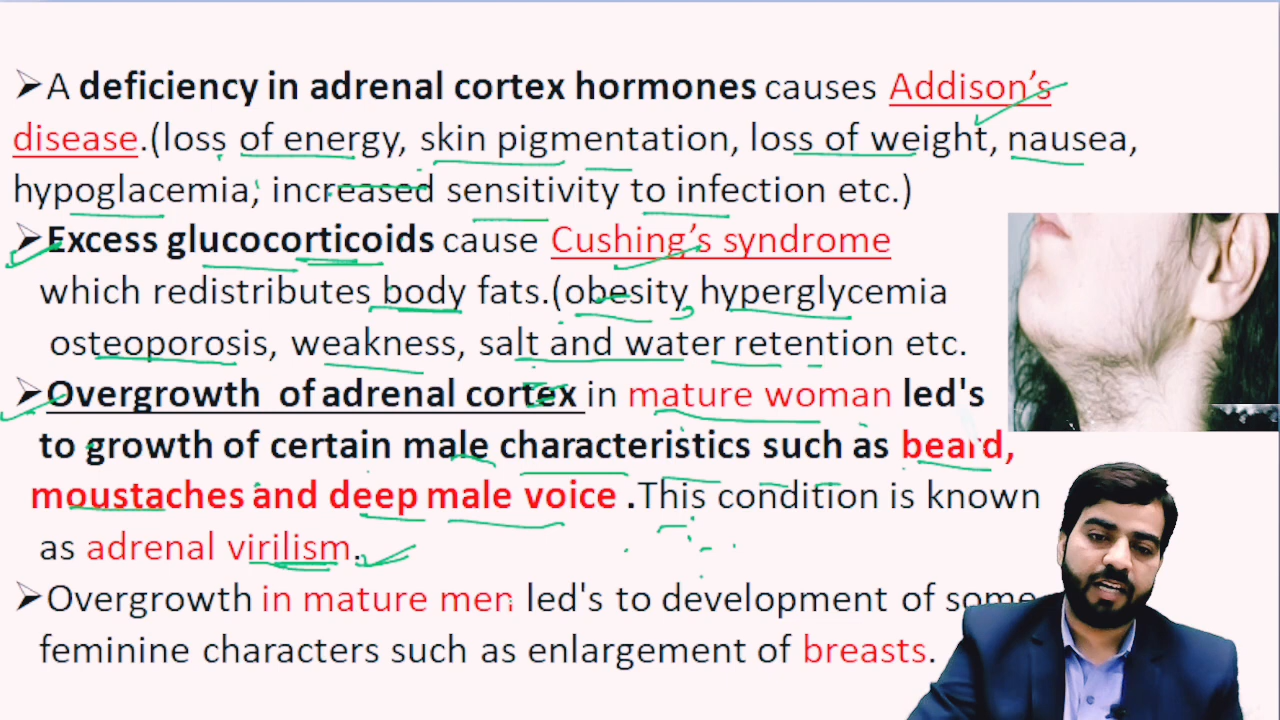 ➢A deficiency in adrenal cortex hormones causes Addison's
disease.(loss of energy, skin pigmentation, loss of weight, nausea,
hypoglacemia, increased sensitivity to infection etc.)
➢Excess glucocorticoids cause Cushing's syndrome
which redistributes body fats.(obesity, hyperglycemia
osteoporosis, weakness, salt and water retention etc.
➢Overgrowth of adrenal cortex in mature woman led's
to growth of certain male characteristics such as beard,
moustaches and deep male voice .This condition is known
as adrenal virilism.
➢Overgrowth in mature men led's to development of some
feminine characters such as enlargement of breasts.